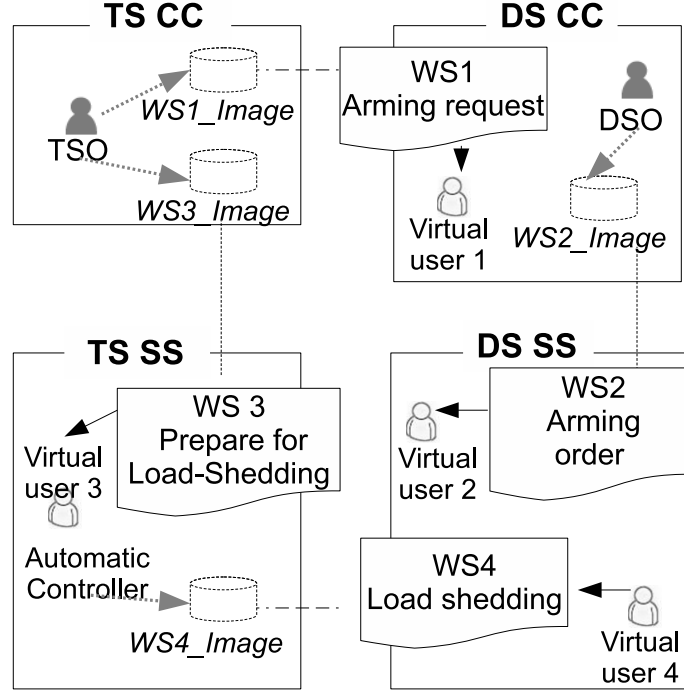 TS CC
DS CC
WS1_Image
TSO
WS3_Image
WS1
Arming request
DSO
Virtual
user 1
WS2_Image
TS SS
DS SS
WS 3
Prepare for
Load-Shedding
Virtual
user 3
Automatic
Controller
WS4_Image
WS2
Arming
order
Virtual
user 2
WS4
Load shedding
Virtual
user 4